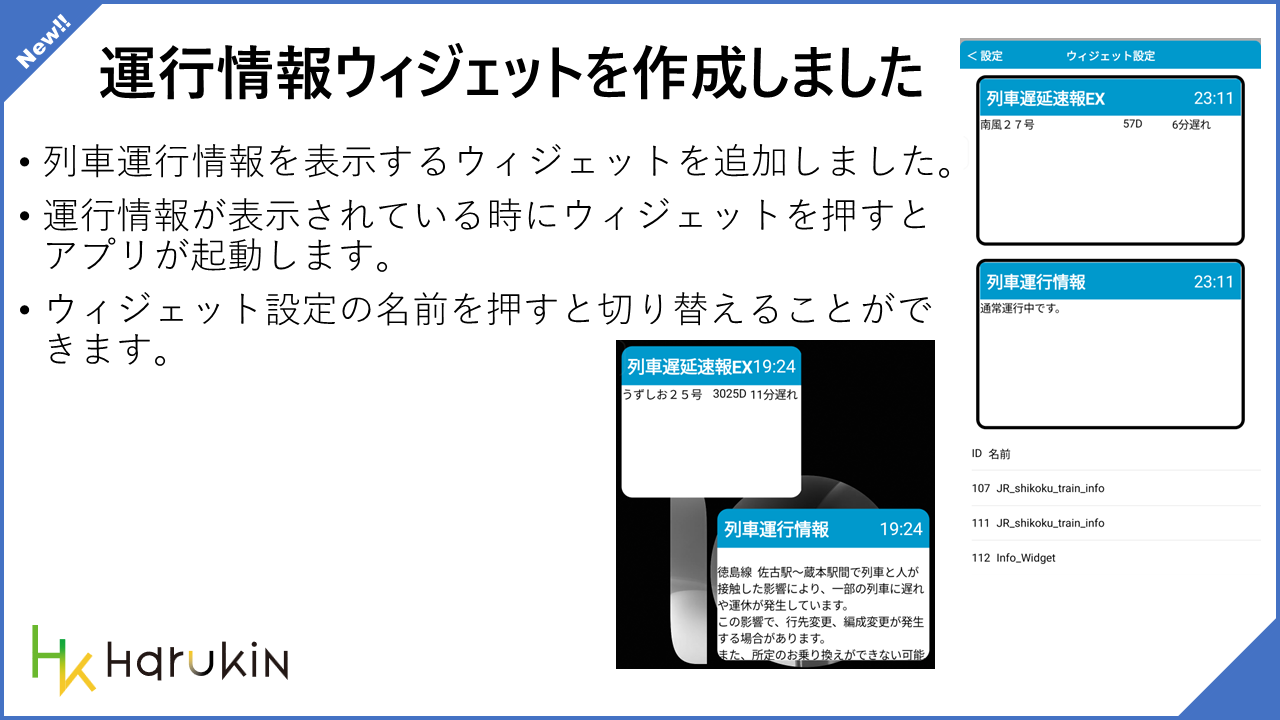 New!!
運行情報ウィジェットを作成しました
• 列車運行情報を表示するウィジェットを追加しました。
• 運行情報が表示されている時にウィジェットを押すと
アプリが起動します。
• ウィジェット設定の名前を押すと切り替えることがで
きます。
＜ 設定 ウィジェット設定
列車遅延速報EX 23:11
南風２７号 57D 6分遅れ
列車運行情報 23:11
通常運行中です。
ID 名前
107 JR_shikoku_train_info
111 JR_shikoku_train_info
112 Info_Widget
列車遅延速報EX19:24
うずしお２５号 3025D 11分遅れ
列車運行情報 19:24
徳島線 佐古駅～蔵本駅間で列車と人が
接触した影響により、一部の列車に遅れ
や運休が発生しています。
この影響で、行先変更、編成変更が発生
する場合があります。
また、所定のお乗り換えができない可能
HK HarukiN